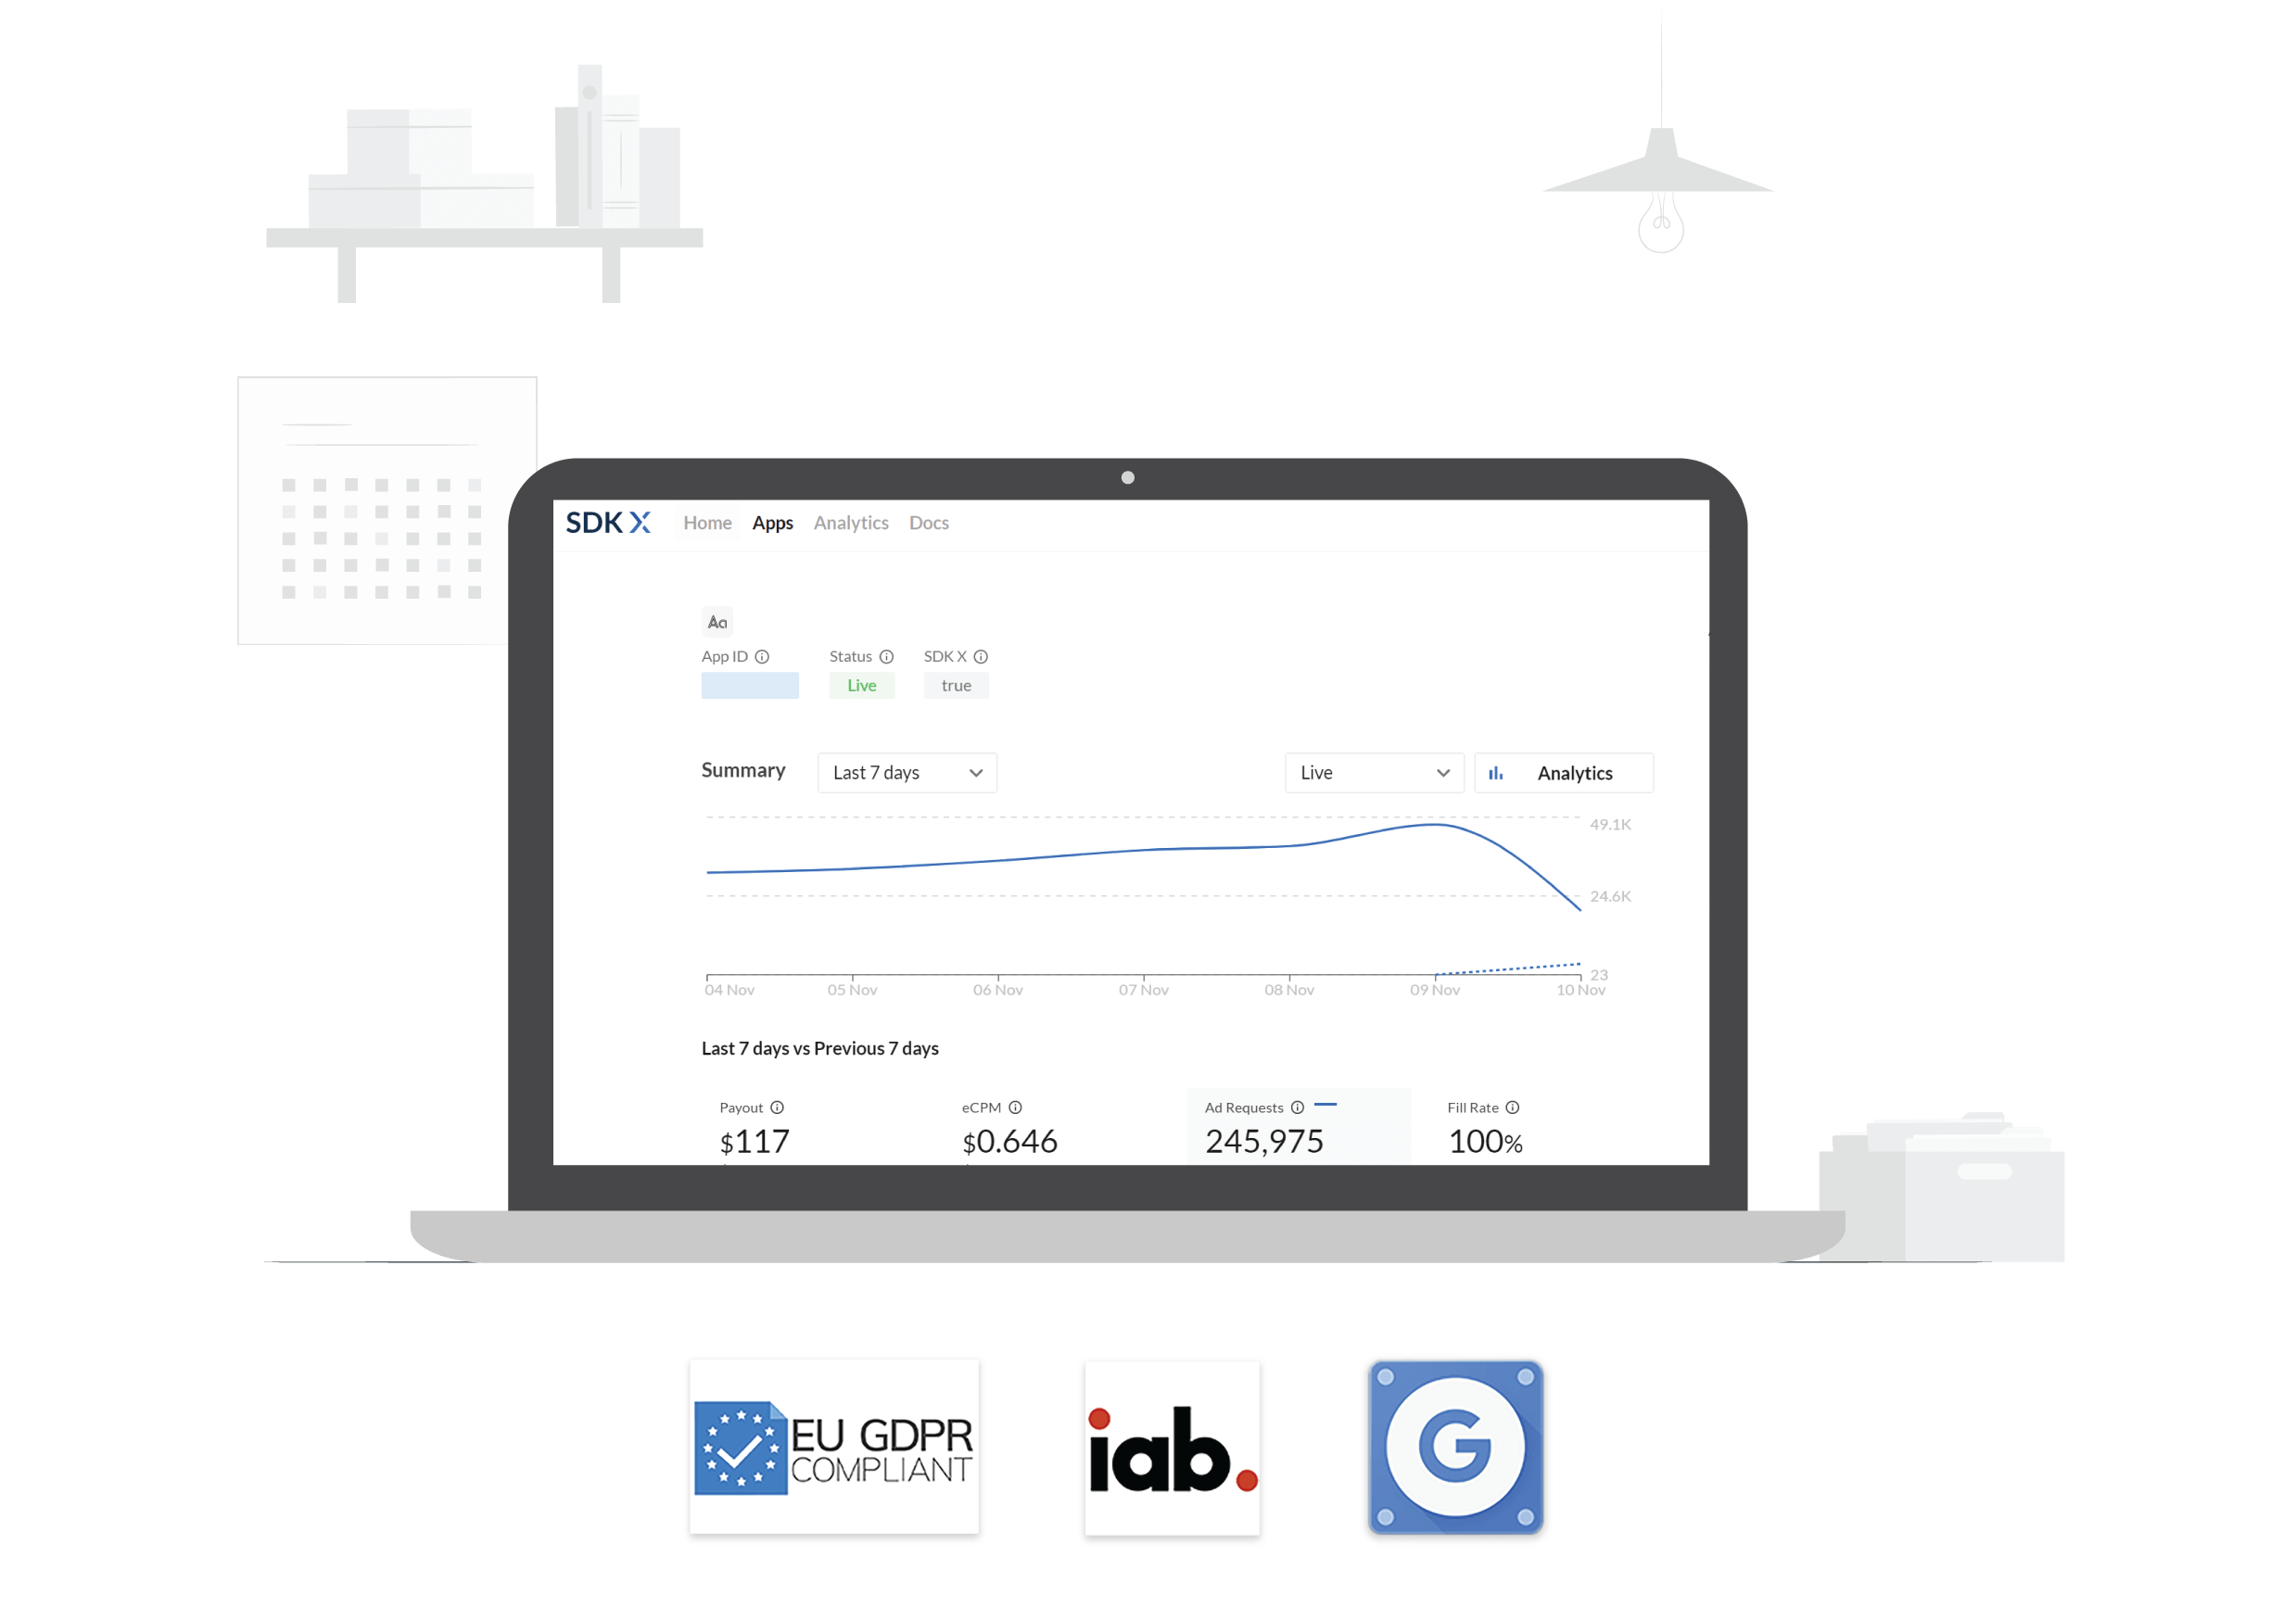 SDK X Home Apps Analytics Docs
Aa
App ID Status SDK X
Live true
Summary Last 7 days Live Analytics
49.1K
24.6K
23
04 Nov 05 Nov 06 Nov 07 Nov 08 Nov 09 Nov 10 Nov
Last 7 days vs Previous 7 days
Payout eCPM Ad Requests Fill Rate
$117 $0.646 245,975 100%
EU GDPR
COMPLIANT
iab.
G